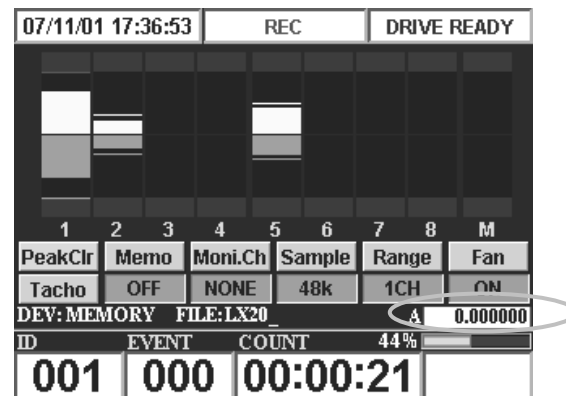 07/11/01 17:36:53 REC DRIVE READY
1 2 3 4 5 6 7 8 M
PeakClr Memo Moni.Ch Sample Range Fan
Tacho OFF NONE 48k 1CH ON
DEV: MEMORY FILE:LX20_ A 0.000000
ID EVENT COUNT 44%
001 000 00:00:21